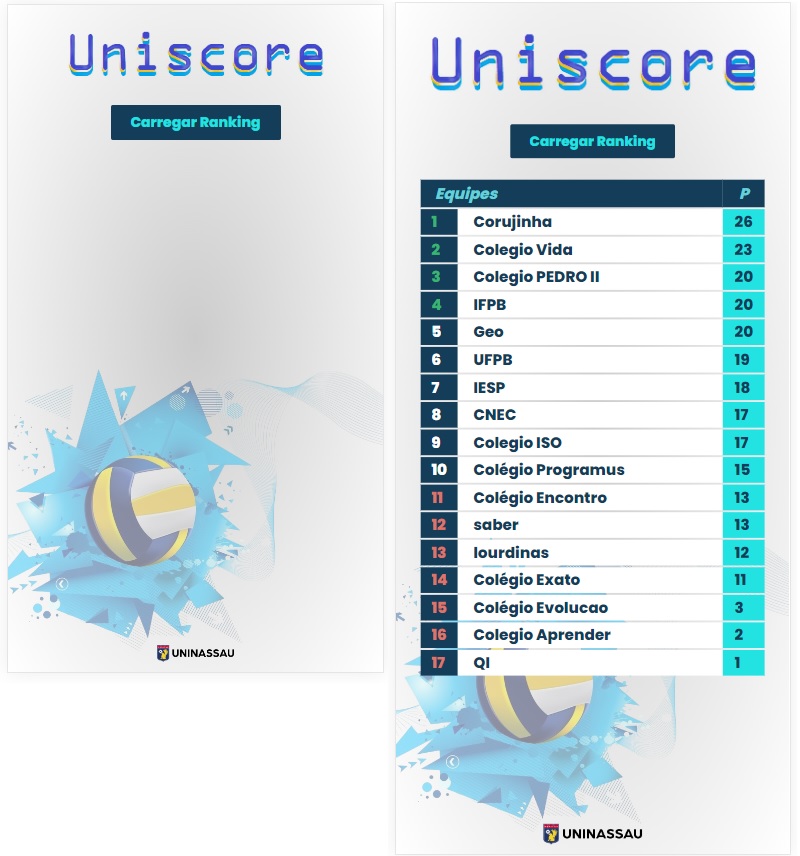 Uniscore
Carregar Ranking
UNINASSAU
Uniscore
Carregar Ranking
Equipes P
1 Corujinha 26
2 Colegio Vida 23
3 Colegio PEDRO II 20
4 IFPB 20
5 Geo 20
6 UFPB 19
7 IESP 18
8 CNEC 17
9 Colegio ISO 17
10 Colégio Programus 15
11 Colégio Encontro 13
12 saber 13
13 lourdinas 12
14 Colégio Exato 11
15 Colégio Evolucao 3
16 Colegio Aprender 2
17 QI 1
UNINASSAU